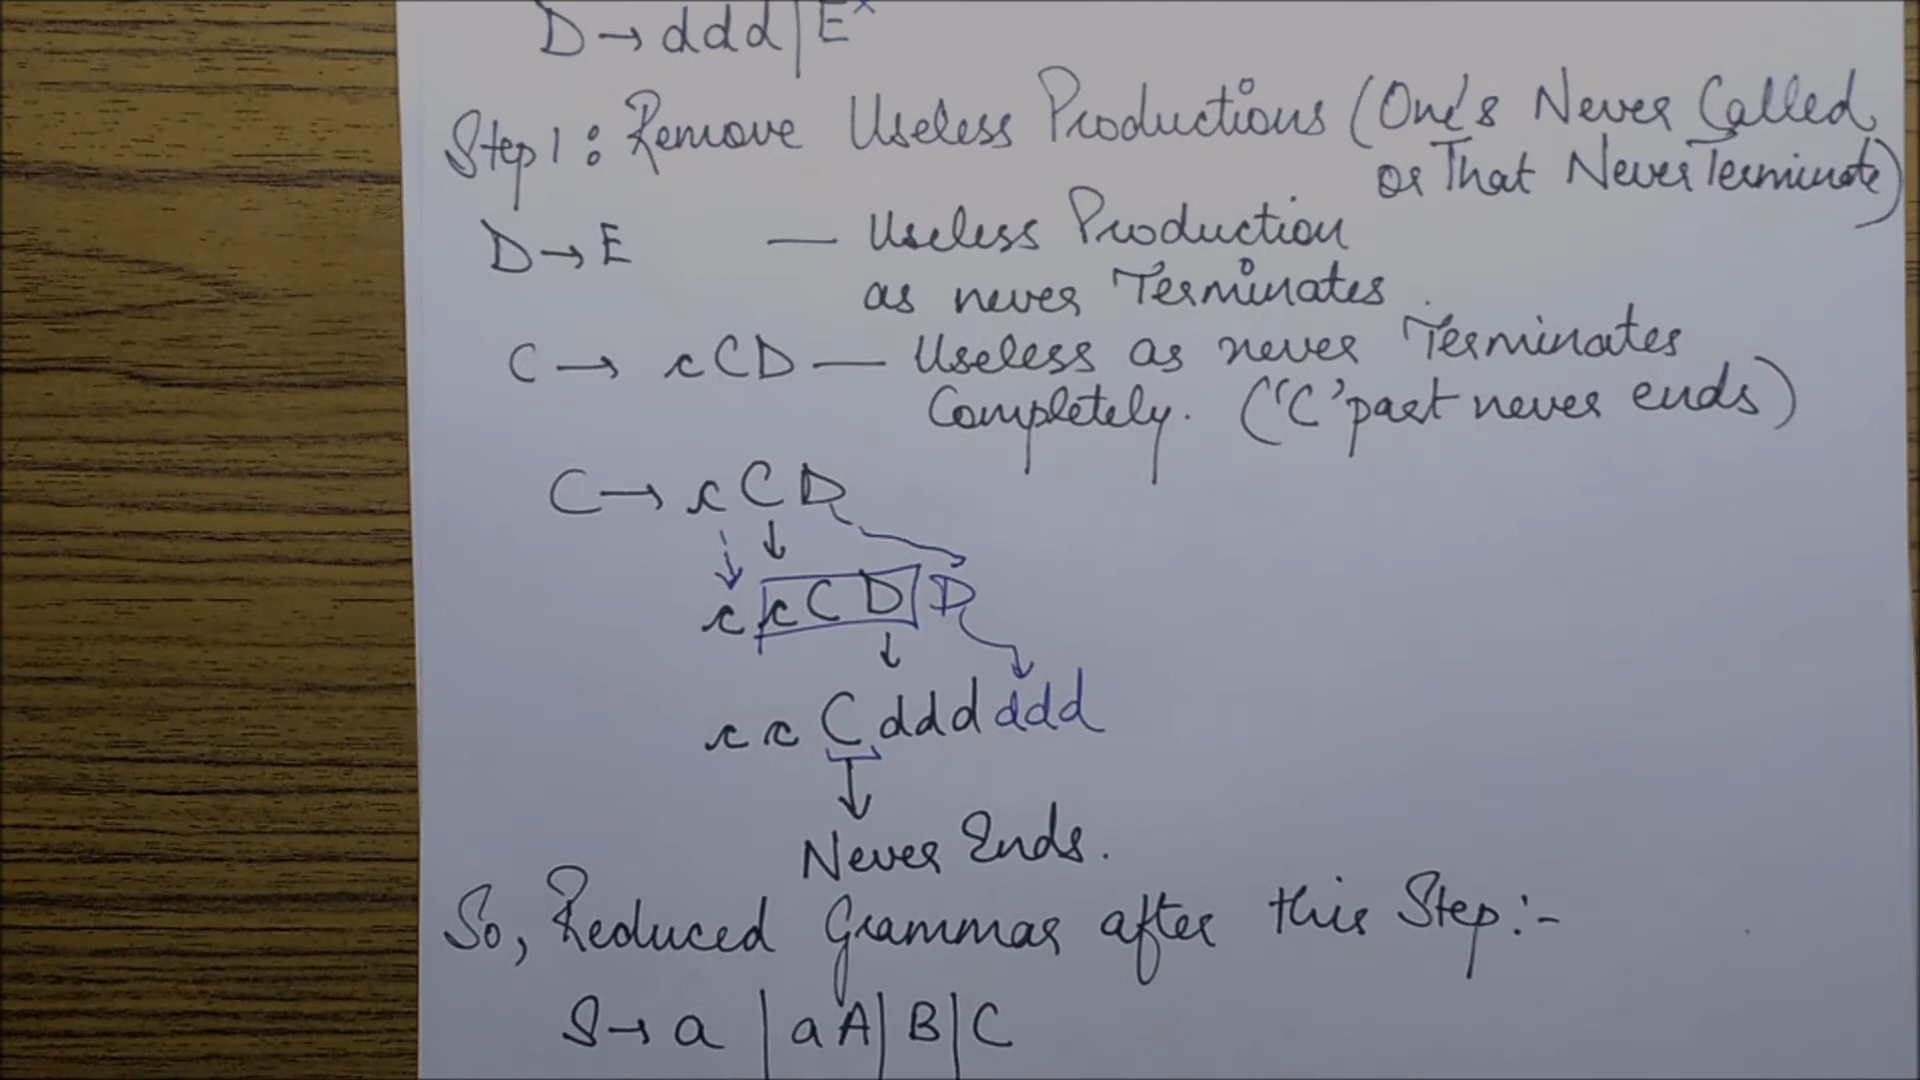 D → ddd | E
Step 1 : Remove Useless Productions (One's Never Called
or That Never Terminate)
D → E — Useless Production
as never Terminates
C → cCD — Useless as never Terminates
Completely. ("C' part never ends)
C → cCD
c cCD D
c c C ddd ddd
Never Ends.
So, Reduced Grammar after this Step :-
S → a | aA | B | C